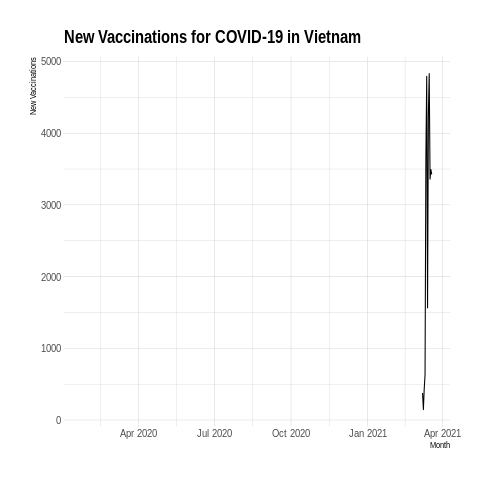 New Vaccinations for COVID-19 in Vietnam
New Vaccinations
5000
4000
3000
2000
1000
0
Apr 2020 Jul 2020 Oct 2020 Jan 2021 Apr 2021
Month